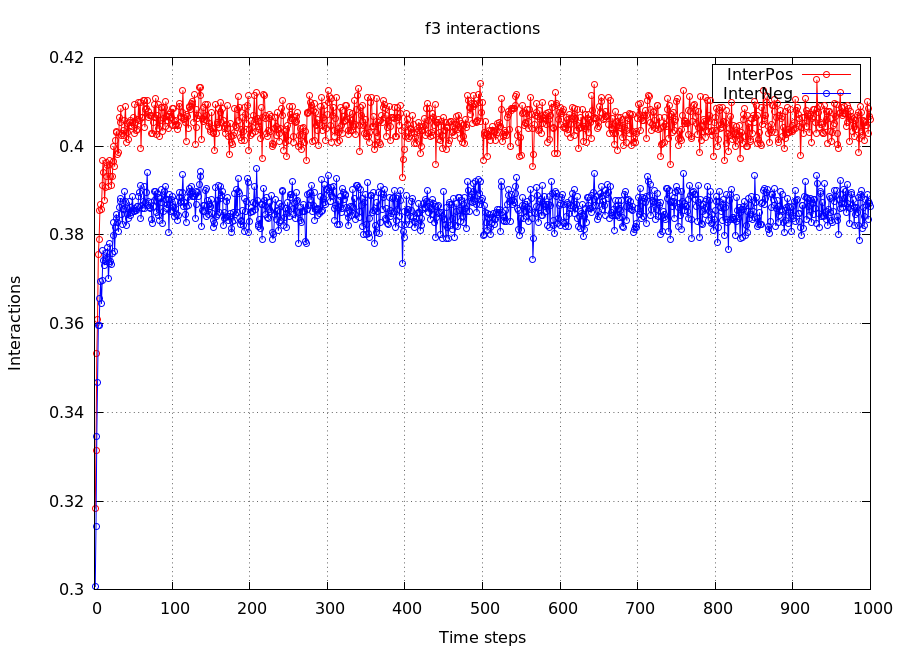 f3 interactions
0.42
InterPos
InterNeg
0.4
0.38
0.36
Interactions
0.34
0.32
0.3
0 100 200 300 400 500 600 700 800 900 1000
Time steps